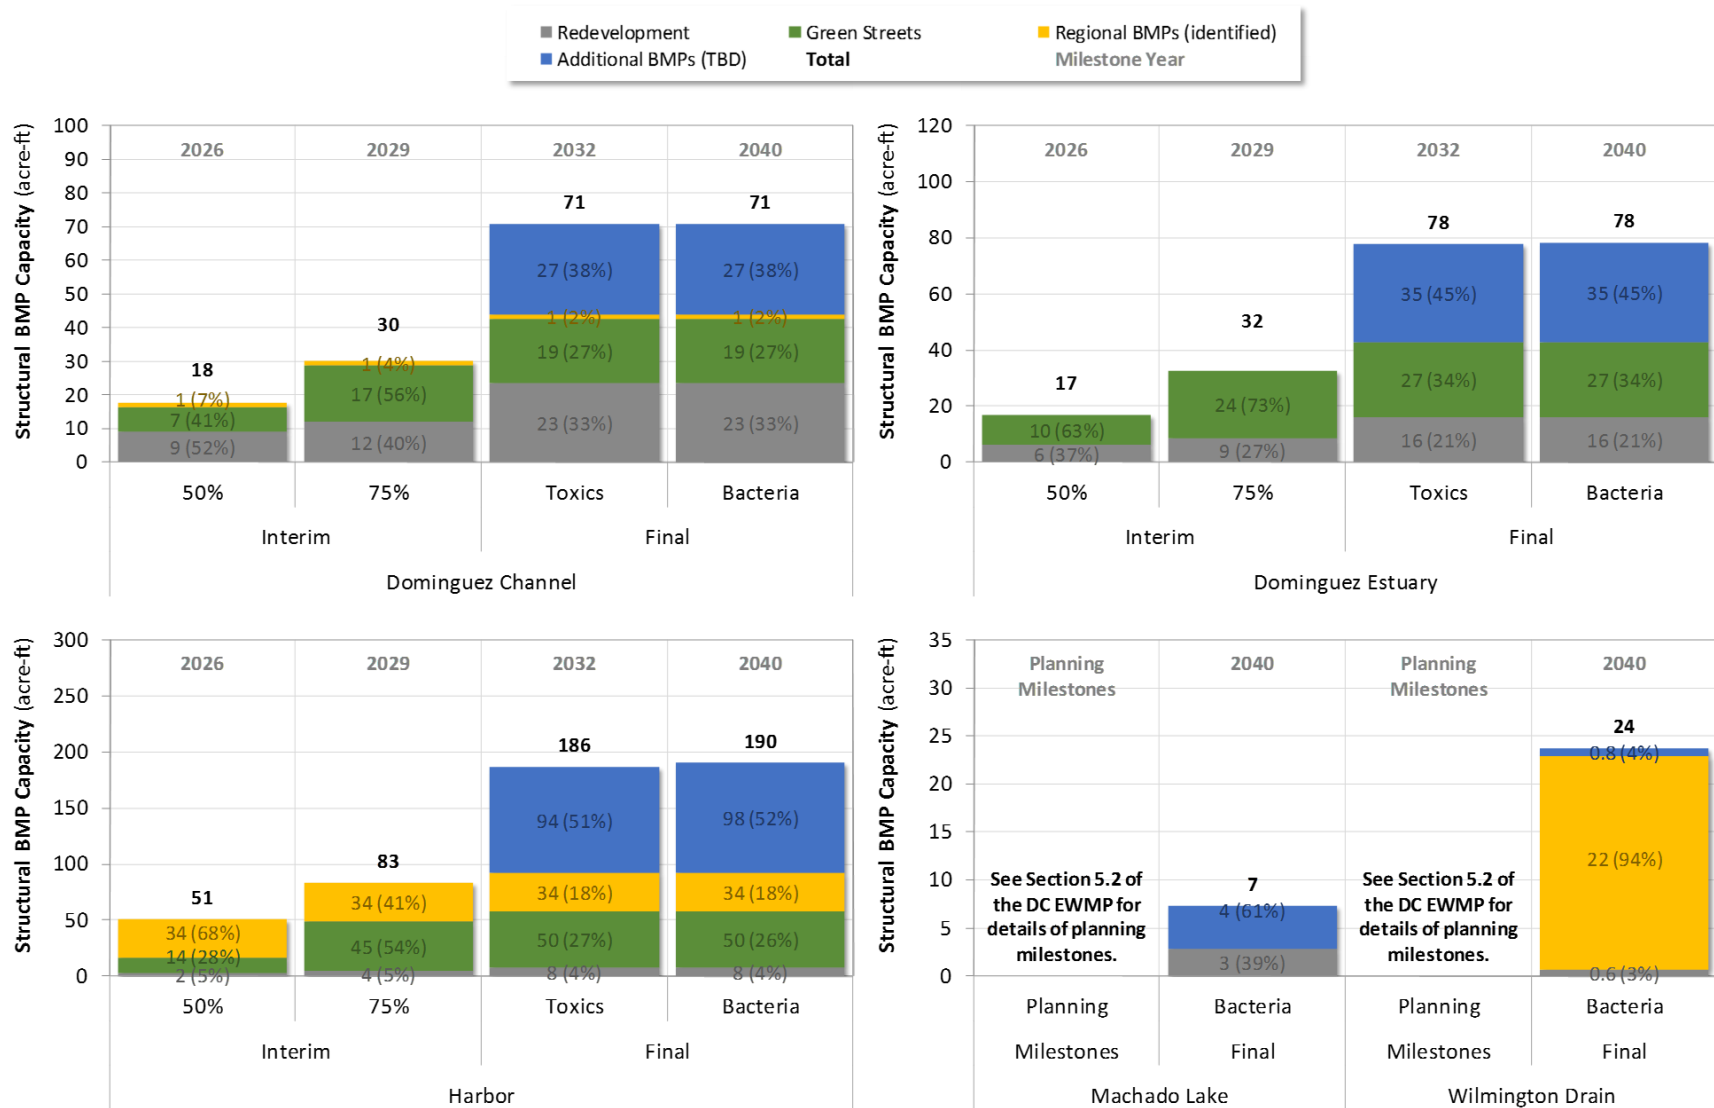 Redevelopment
Green Streets
Regional BMPs (identified)
Additional BMPs (TBD)
Total
Milestone Year
Structural BMP Capacity (acre-ft)
100
90
80
70
60
50
40
30
20
10
0
2026
2029
2032
2040
18
30
71
71
1 (7%)
7 (41%)
9 (52%)
1 (4%)
17 (56%)
12 (40%)
27 (38%)
1 (2%)
19 (27%)
23 (33%)
27 (38%)
1 (2%)
19 (27%)
23 (33%)
50%
75%
Toxics
Bacteria
Interim
Final
Dominguez Channel
Structural BMP Capacity (acre-ft)
120
100
80
60
40
20
0
2026
2029
2032
2040
17
32
78
78
10 (63%)
6 (37%)
24 (73%)
9 (27%)
35 (45%)
27 (34%)
16 (21%)
35 (45%)
27 (34%)
16 (21%)
50%
75%
Toxics
Bacteria
Interim
Final
Dominguez Estuary
Structural BMP Capacity (acre-ft)
300
250
200
150
100
50
0
2026
2029
2032
2040
51
83
186
190
34 (68%)
14 (28%)
2 (5%)
34 (41%)
45 (54%)
4 (5%)
94 (51%)
34 (18%)
50 (27%)
8 (4%)
98 (52%)
34 (18%)
50 (26%)
8 (4%)
50%
75%
Toxics
Bacteria
Interim
Final
Harbor
Structural BMP Capacity (acre-ft)
35
30
25
20
15
10
5
0
Planning
Milestones
2040
Planning
Milestones
2040
See Section 5.2 of
the DC EWMP for
details of planning
milestones.
7
4 (61%)
3 (39%)
See Section 5.2 of
the DC EWMP for
details of planning
milestones.
24
0.8 (4%)
22 (94%)
0.6 (3%)
Planning
Bacteria
Planning
Bacteria
Milestones
Final
Milestones
Final
Machado Lake
Wilmington Drain